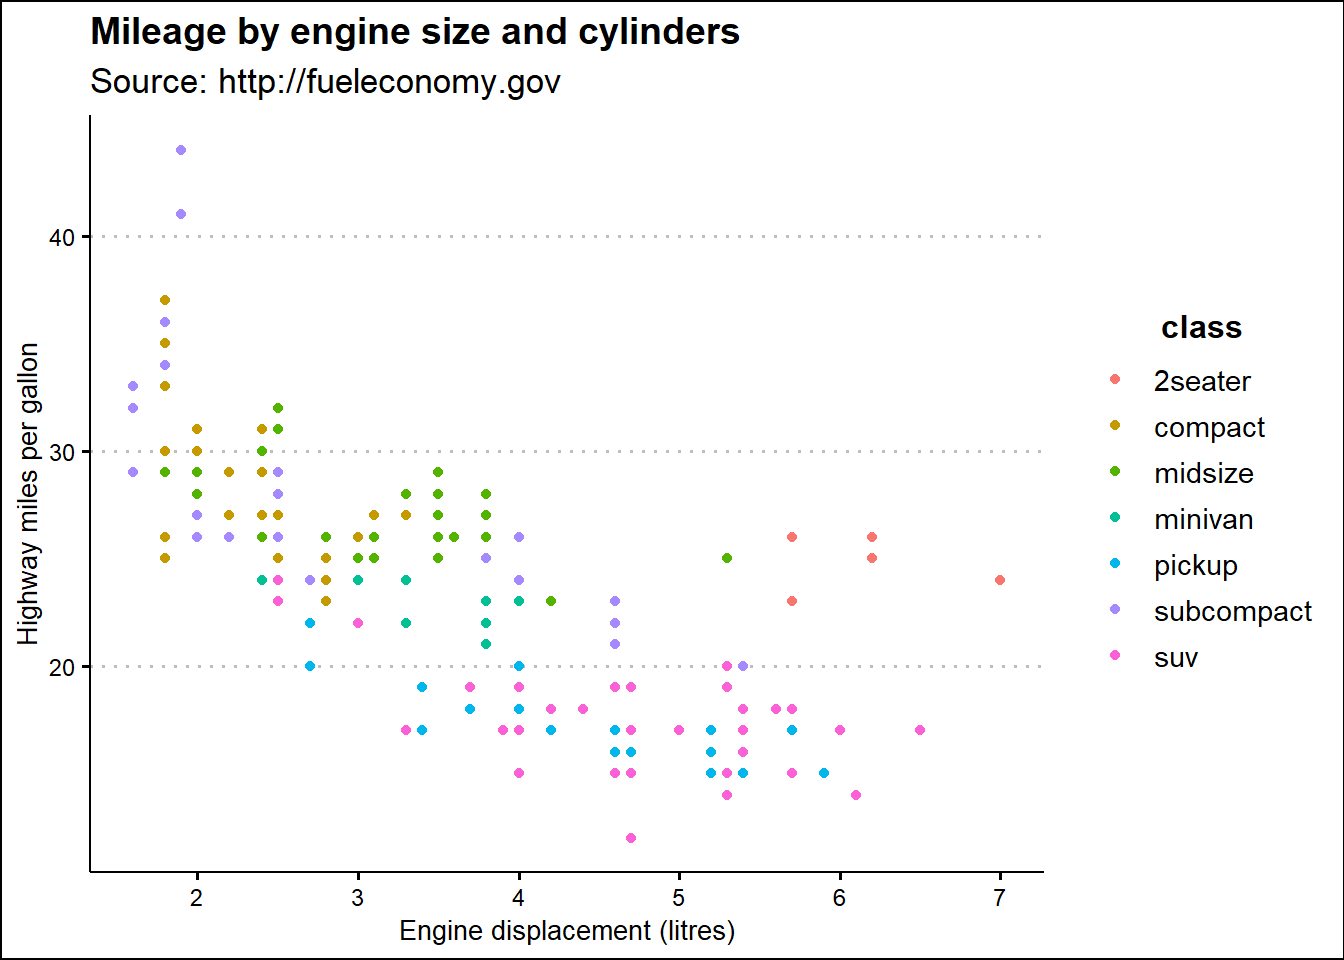 Mileage by engine size and cylinders
Source: http://fueleconomy.gov
Highway miles per gallon
40
30
20
2 3 4 5 6 7
Engine displacement (litres)
class
2seater
compact
midsize
minivan
pickup
subcompact
suv